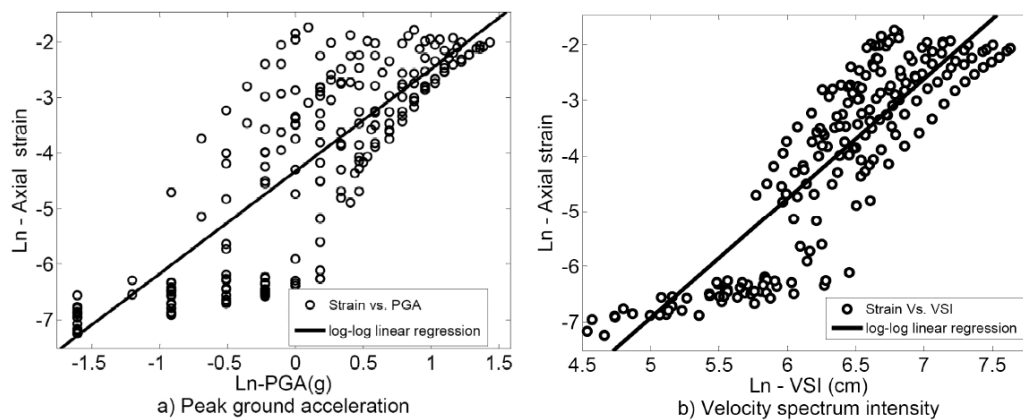 -2
-3
-4
-5
-6
-7
Ln - Axial strain
Strain vs. PGA
log-log linear regression
-1.5
-1
-0.5
0
0.5
1
1.5
Ln-PGA(g)
a) Peak ground acceleration
-2
-3
-4
-5
-6
-7
Ln - Axial strain
Strain Vs. VSI
log-log linear regression
4.5
5
5.5
6
6.5
7
7.5
Ln - VSI (cm)
b) Velocity spectrum intensity